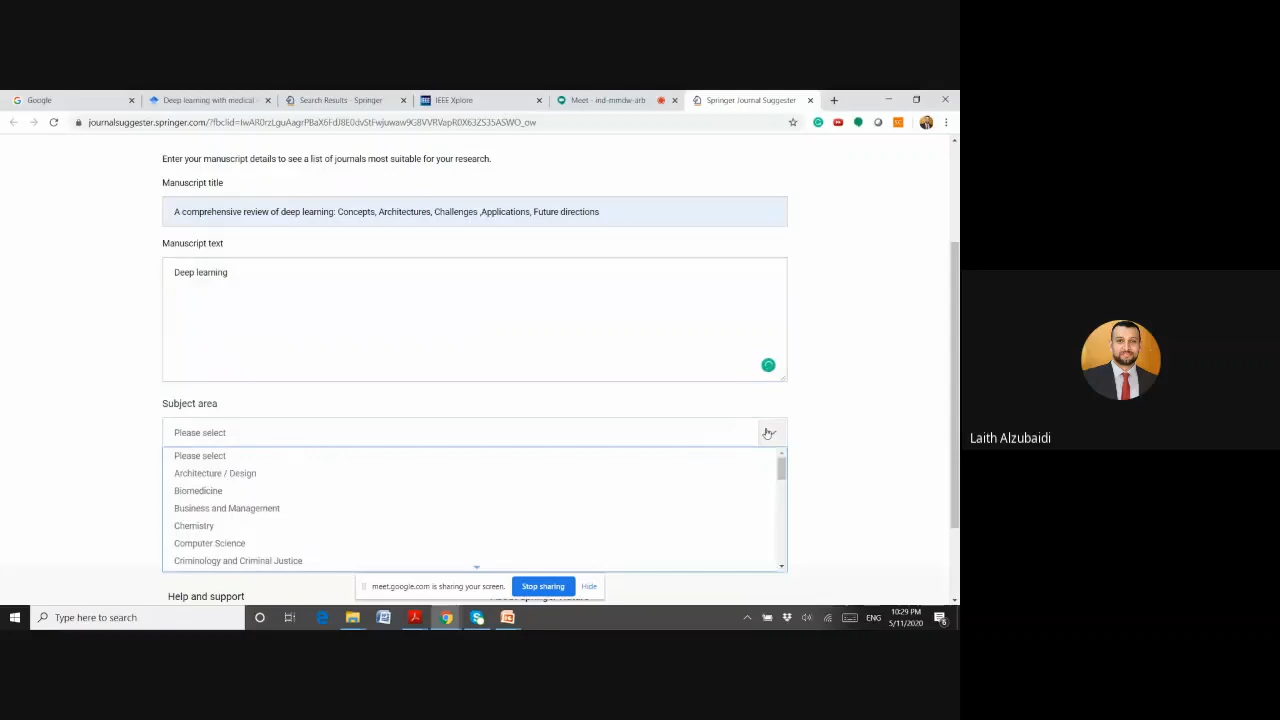 Google
Deep learning with medical
Search Results - Springer
IEEE Xplore
Meet - ind-mmdw-arb
Springer Journal Suggester
journalsuggester.springer.com/?fbclid=
Enter your manuscript details to see a list of journals most suitable for your research.
Manuscript title
A comprehensive review of deep learning: Concepts, Architectures, Challenges ,Applications, Future directions
Manuscript text
Deep learning
Subject area
Please select
Please select
Architecture / Design
Biomedicine
Business and Management
Chemistry
Computer Science
Criminology and Criminal Justice
meet.google.com is sharing your screen.
Stop sharing
Hide
Help and support
Type here to search
ENG
10:29 PM
5/11/2020
Laith Alzubaidi